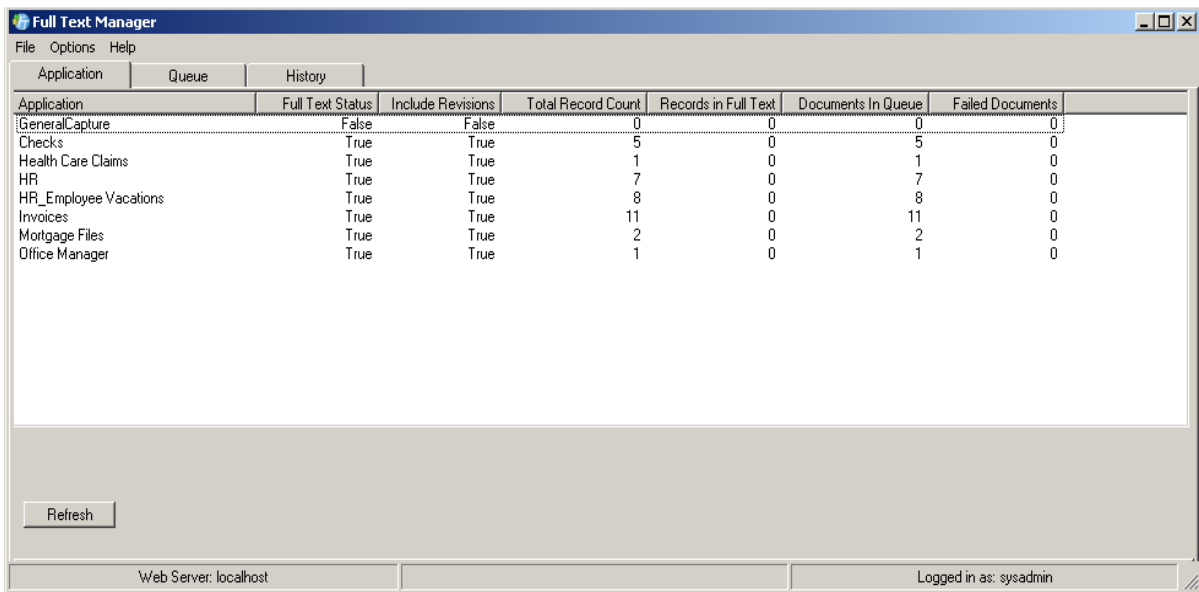 Full Text Manager
File Options Help
Application Queue History
Application Full Text Status Include Revisions Total Record Count Records in Full Text Documents In Queue Failed Documents
GeneralCapture False False 0 0 0 0
Checks True True 5 0 5 0
Health Care Claims True True 1 0 1 0
HR True True 7 0 7 0
HR_Employee Vacations True True 8 0 8 0
Invoices True True 11 0 11 0
Mortgage Files True True 2 0 2 0
Office Manager True True 1 0 1 0
Refresh
Web Server: localhost Logged in as: sysadmin